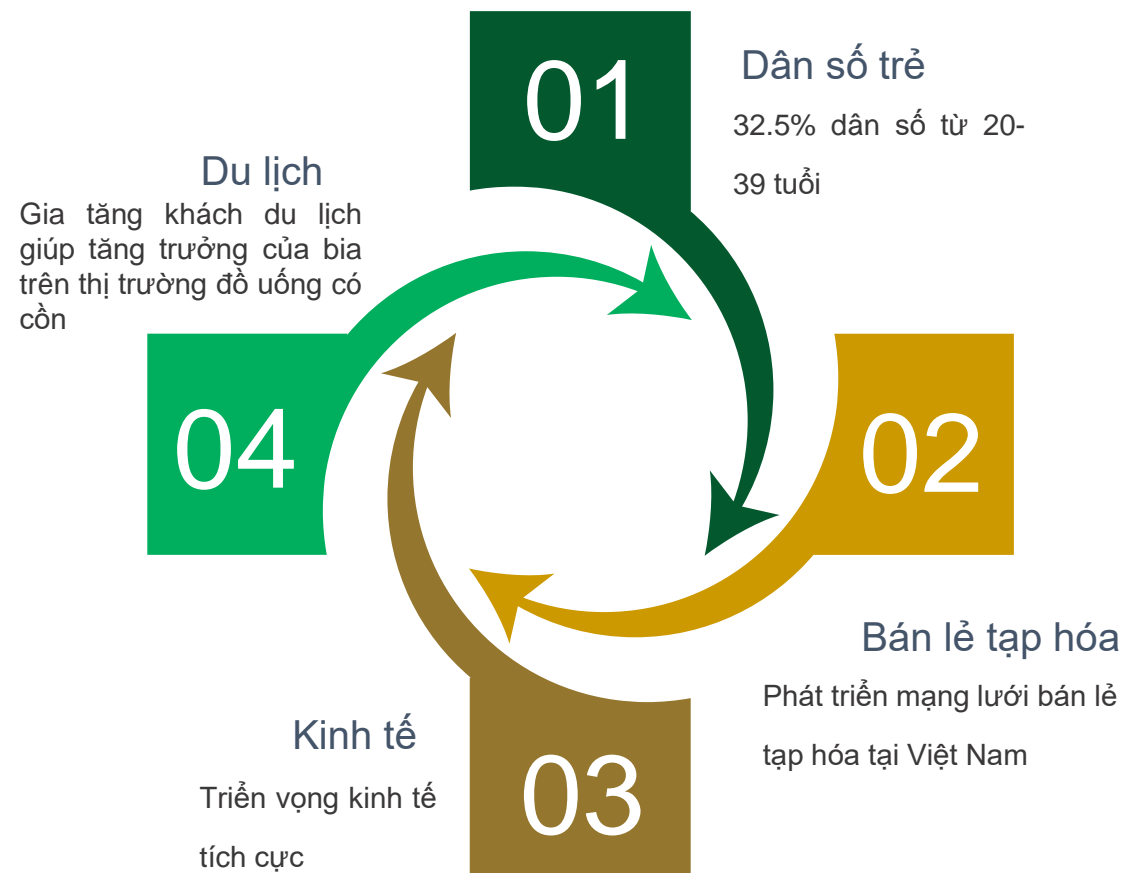 01
Dân số trẻ
32.5% dân số từ 20-
39 tuổi
02
Bán lẻ tạp hóa
Phát triển mạng lưới bán lẻ
tạp hóa tại Việt Nam
03
Kinh tế
Triển vọng kinh tế
tích cực
04
Du lịch
Gia tăng khách du lịch
giúp tăng trưởng của bia
trên thị trường đồ uống có
cồn